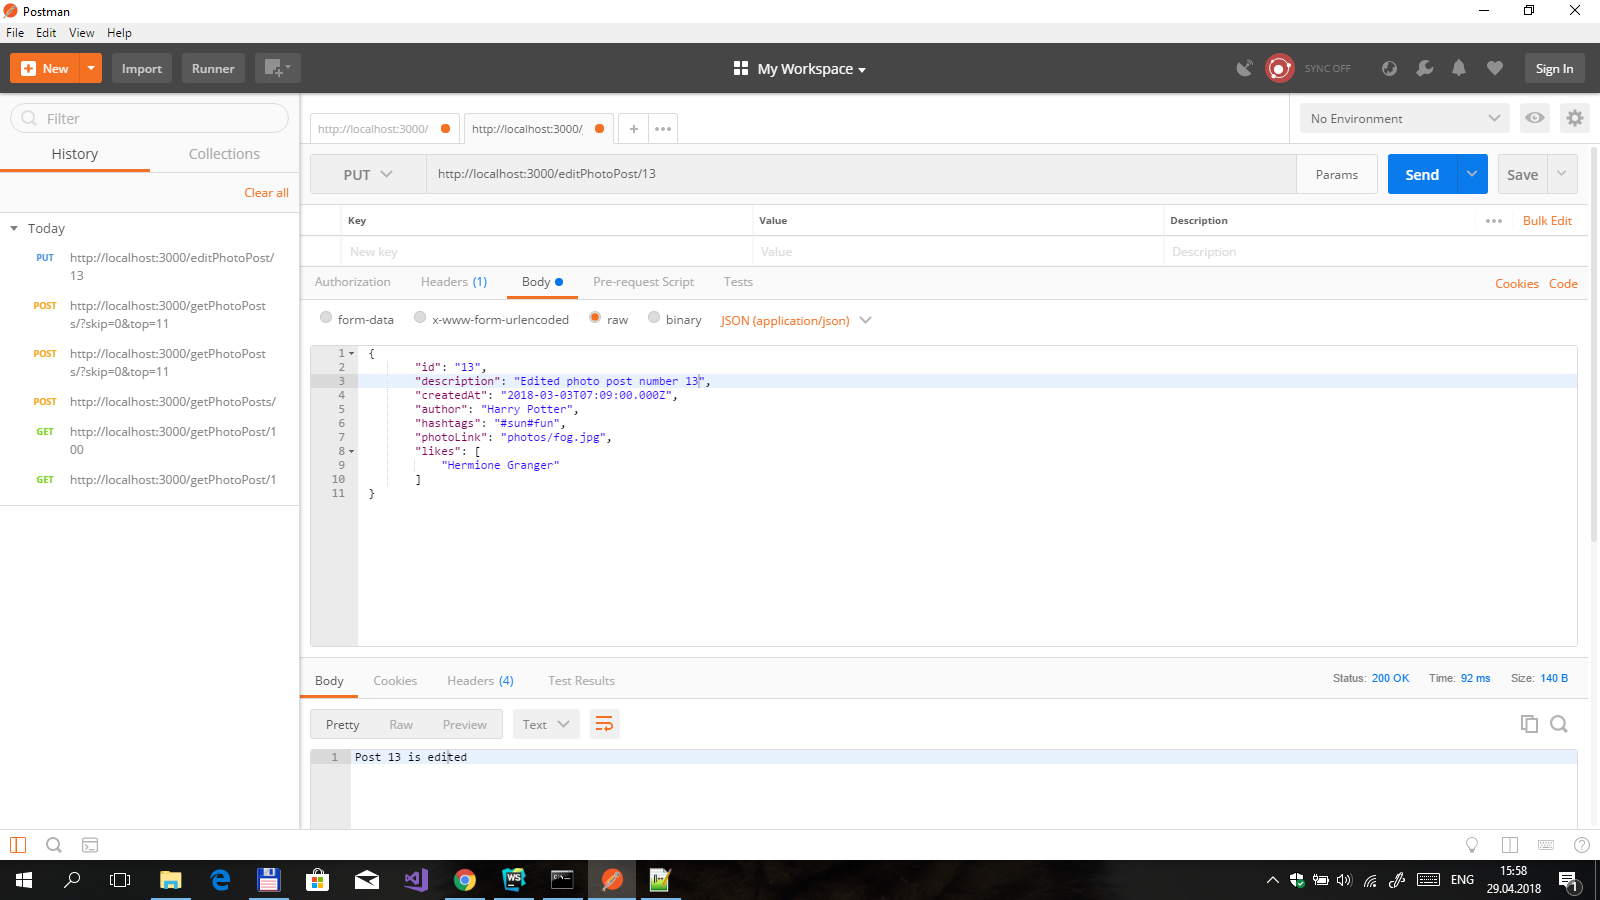 Postman
File Edit View Help
New Import Runner My Workspace SYNC OFF Sign In
Filter
History Collections
Clear all
Today
PUT http://localhost:3000/editPhotoPost/
13
POST http://localhost:3000/getPhotoPost
s/?skip=0&top=11
POST http://localhost:3000/getPhotoPost
s/?skip=0&top=11
POST http://localhost:3000/getPhotoPosts/
GET http://localhost:3000/getPhotoPost/1
00
GET http://localhost:3000/getPhotoPost/1
http://localhost:3000/ http://localhost:3000/ + •••
No Environment
PUT http://localhost:3000/editPhotoPost/13 Params Send Save
Key Value Description ••• Bulk Edit
New key Value Description
Authorization Headers (1) Body Pre-request Script Tests Cookies Code
form-data x-www-form-urlencoded raw binary JSON (application/json)
1 {
2 "id": "13",
3 "description": "Edited photo post number 13",
4 "createdAt": "2018-03-03T07:09:00.000Z",
5 "author": "Harry Potter",
6 "hashtags": "#sun#fun",
7 "photoLink": "photos/fog.jpg",
8 "likes": [
9 "Hermione Granger"
10 ]
11 }
Body Cookies Headers (4) Test Results Status: 200 OK Time: 92 ms Size: 140 B
Pretty Raw Preview Text
1 Post 13 is edited
WS
ENG
15:58
29.04.2018
1